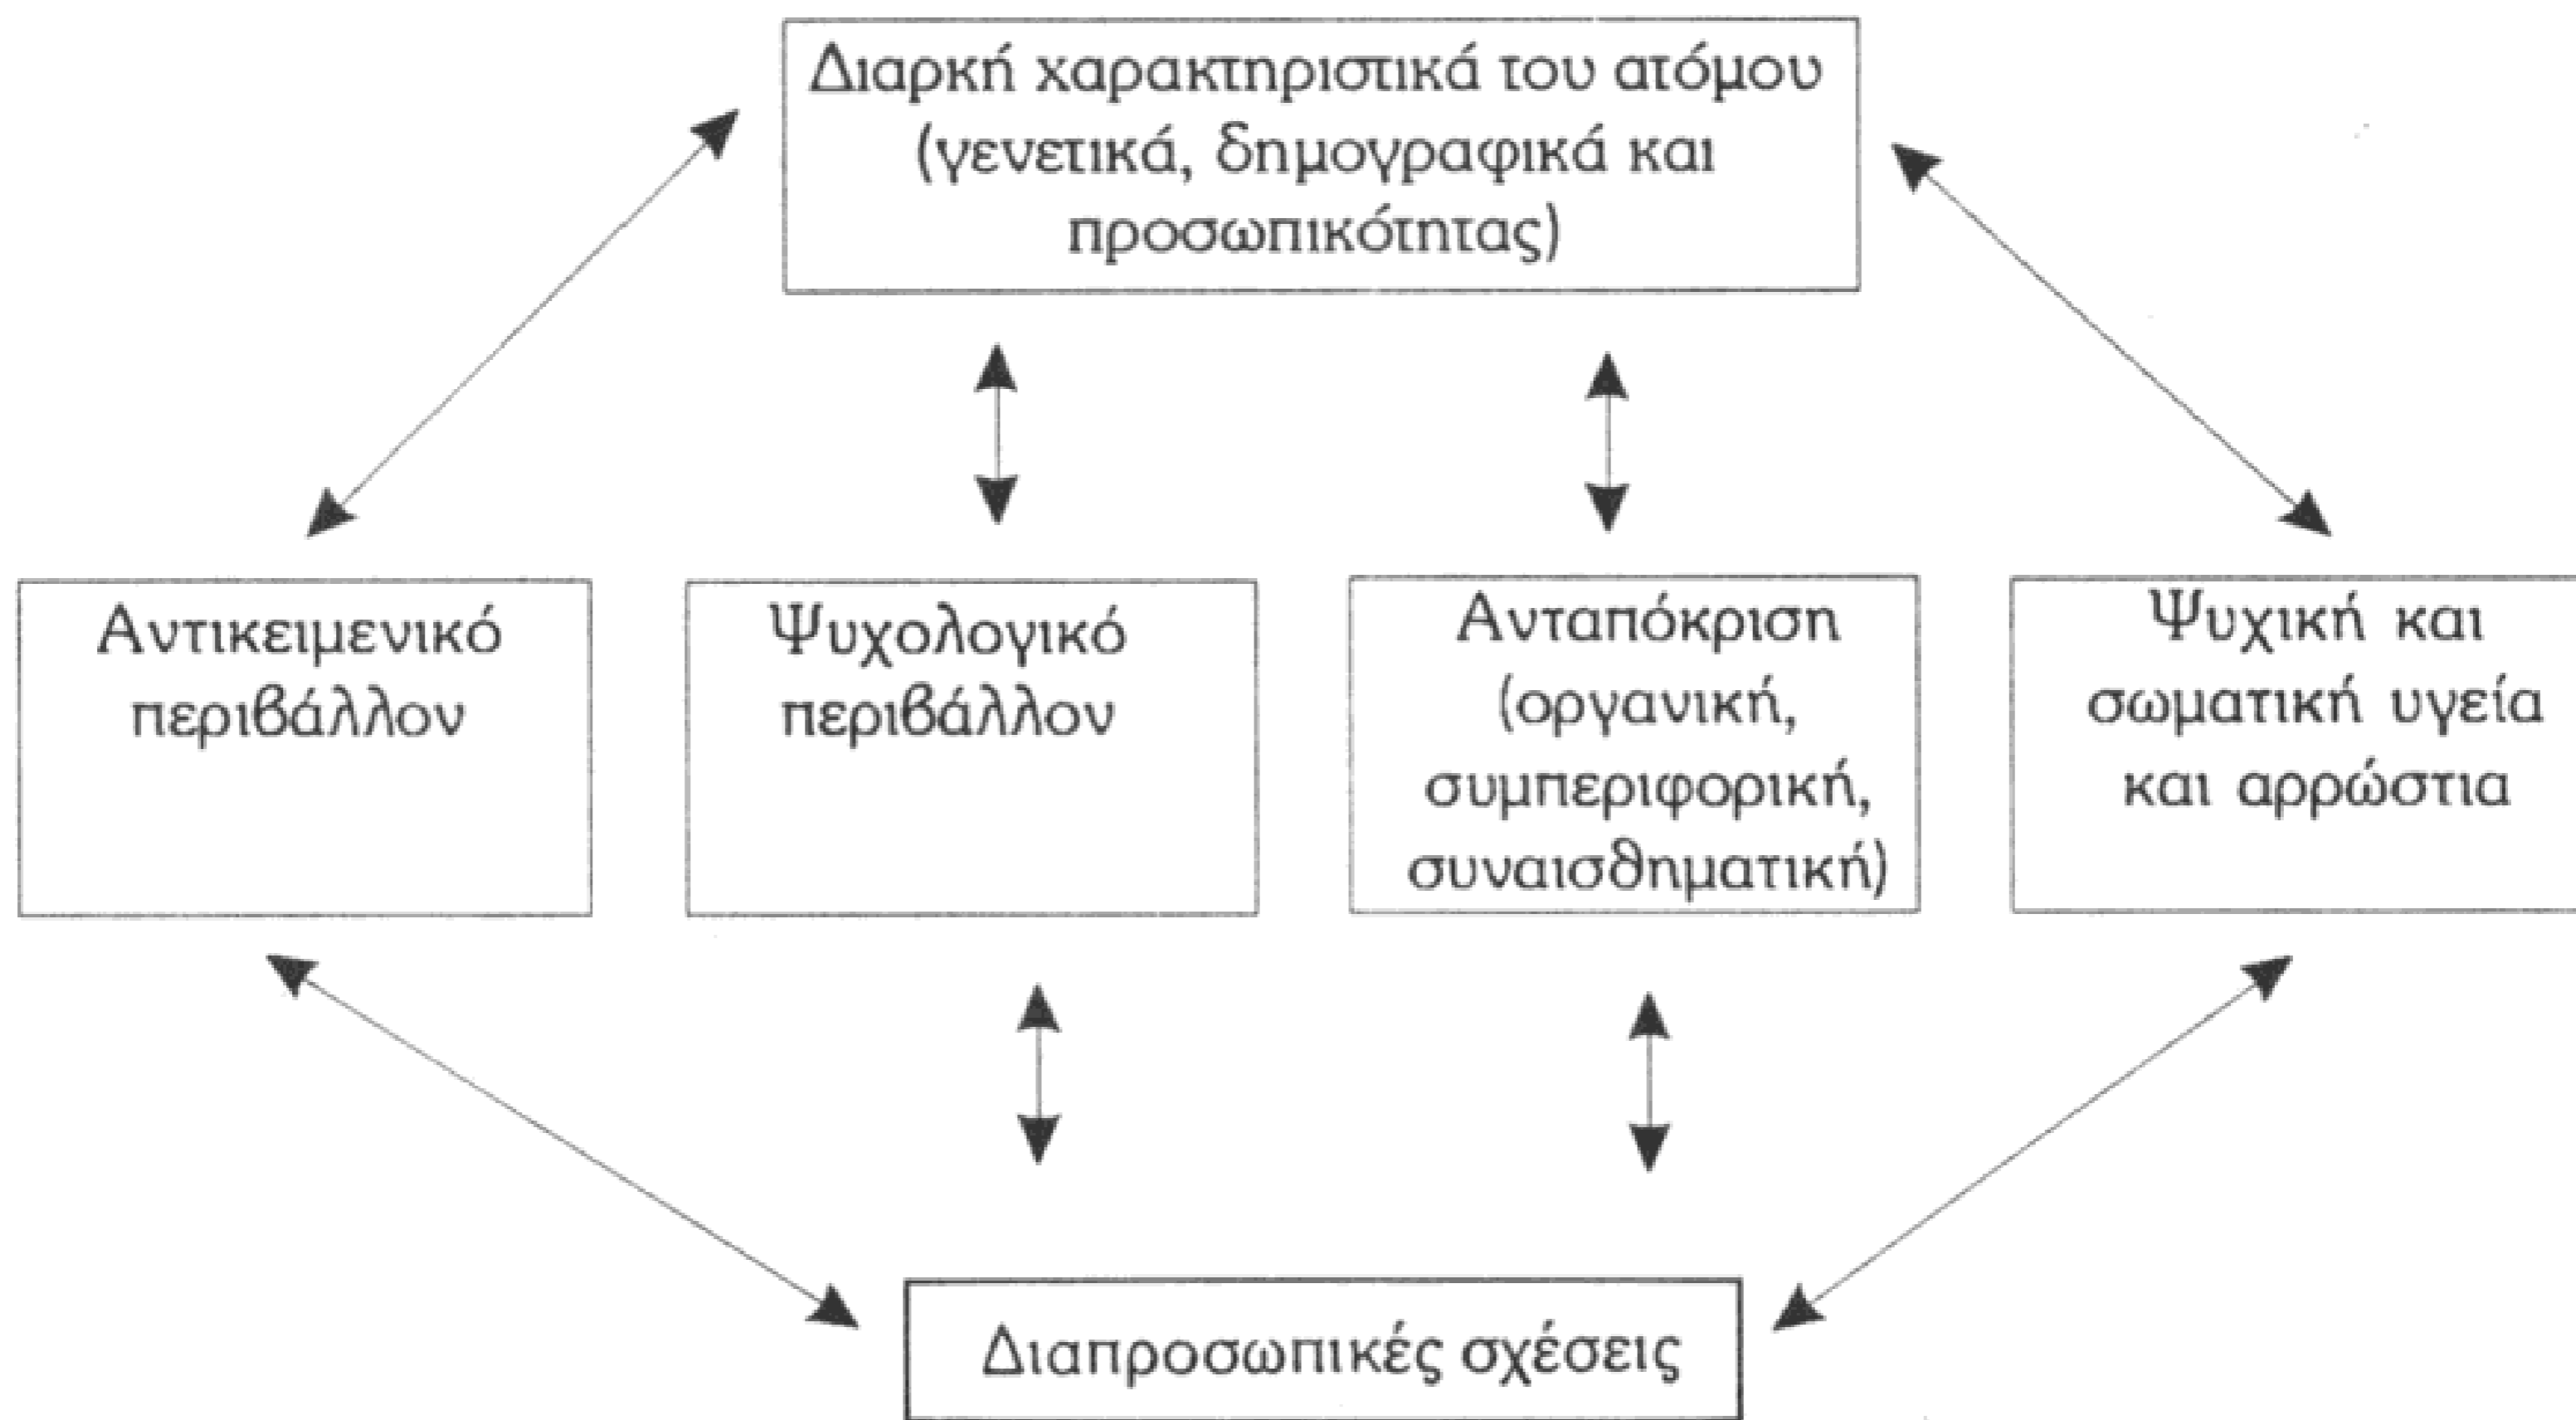 Διαρκή χαρακτηριστικά του ατόμου
(γενετικά, δημογραφικά και
προσωπικότητας)
Αντικειμενικό
περιβάλλον
Ψυχολογικό
περιβάλλον
Ανταπόκριση
(οργανική,
συμπεριφορική,
συναισθηματική)
Ψυχική και
σωματική υγεία
και αρρώστια
Διαπροσωπικές σχέσεις